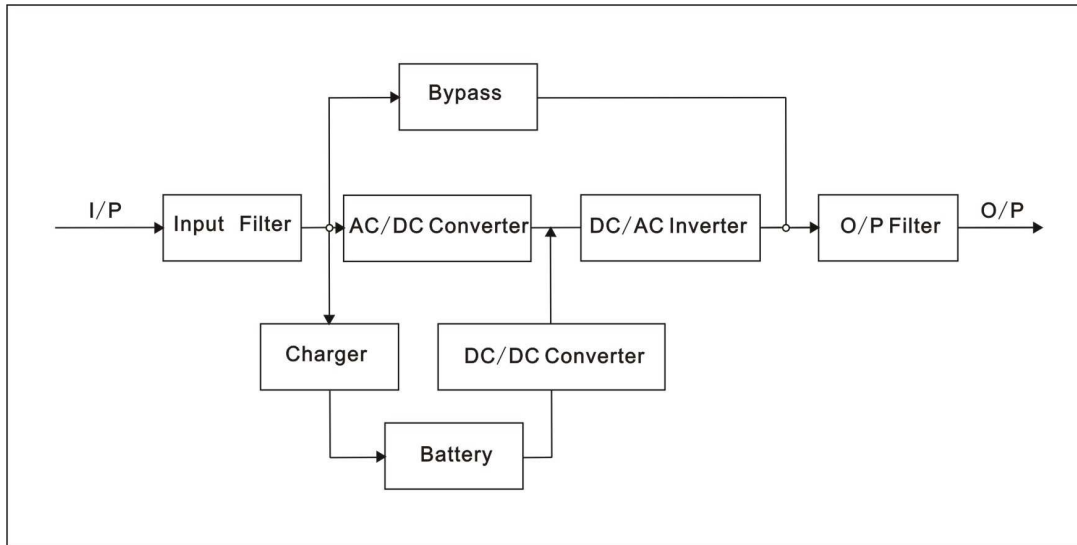 Bypass
I/P
Input Filter
AC/DC Converter
DC/AC Inverter
O/P Filter
O/P
Charger
DC/DC Converter
Battery